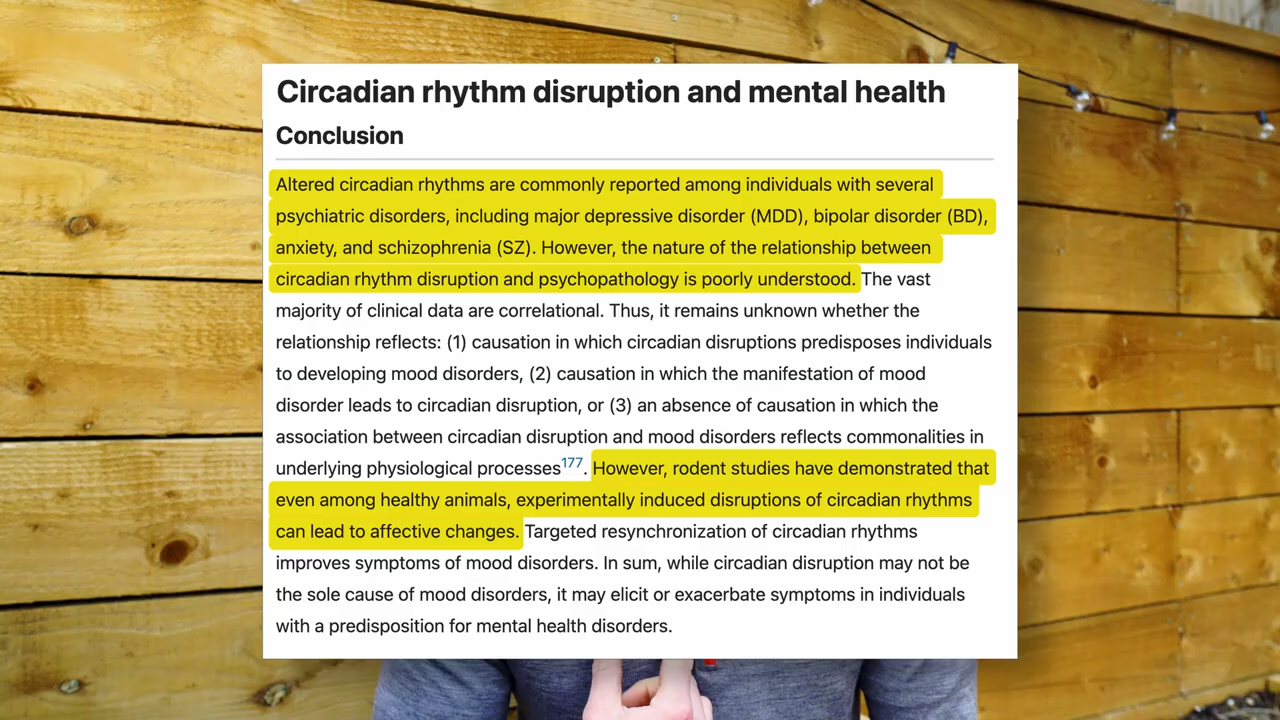 Circadian rhythm disruption and mental health
Conclusion
Altered circadian rhythms are commonly reported among individuals with several
psychiatric disorders, including major depressive disorder (MDD), bipolar disorder (BD),
anxiety, and schizophrenia (SZ). However, the nature of the relationship between
circadian rhythm disruption and psychopathology is poorly understood. The vast
majority of clinical data are correlational. Thus, it remains unknown whether the
relationship reflects: (1) causation in which circadian disruptions predisposes individuals
to developing mood disorders, (2) causation in which the manifestation of mood
disorder leads to circadian disruption, or (3) an absence of causation in which the
association between circadian disruption and mood disorders reflects commonalities in
underlying physiological processes177. However, rodent studies have demonstrated that
even among healthy animals, experimentally induced disruptions of circadian rhythms
can lead to affective changes. Targeted resynchronization of circadian rhythms
improves symptoms of mood disorders. In sum, while circadian disruption may not be
the sole cause of mood disorders, it may elicit or exacerbate symptoms in individuals
with a predisposition for mental health disorders.